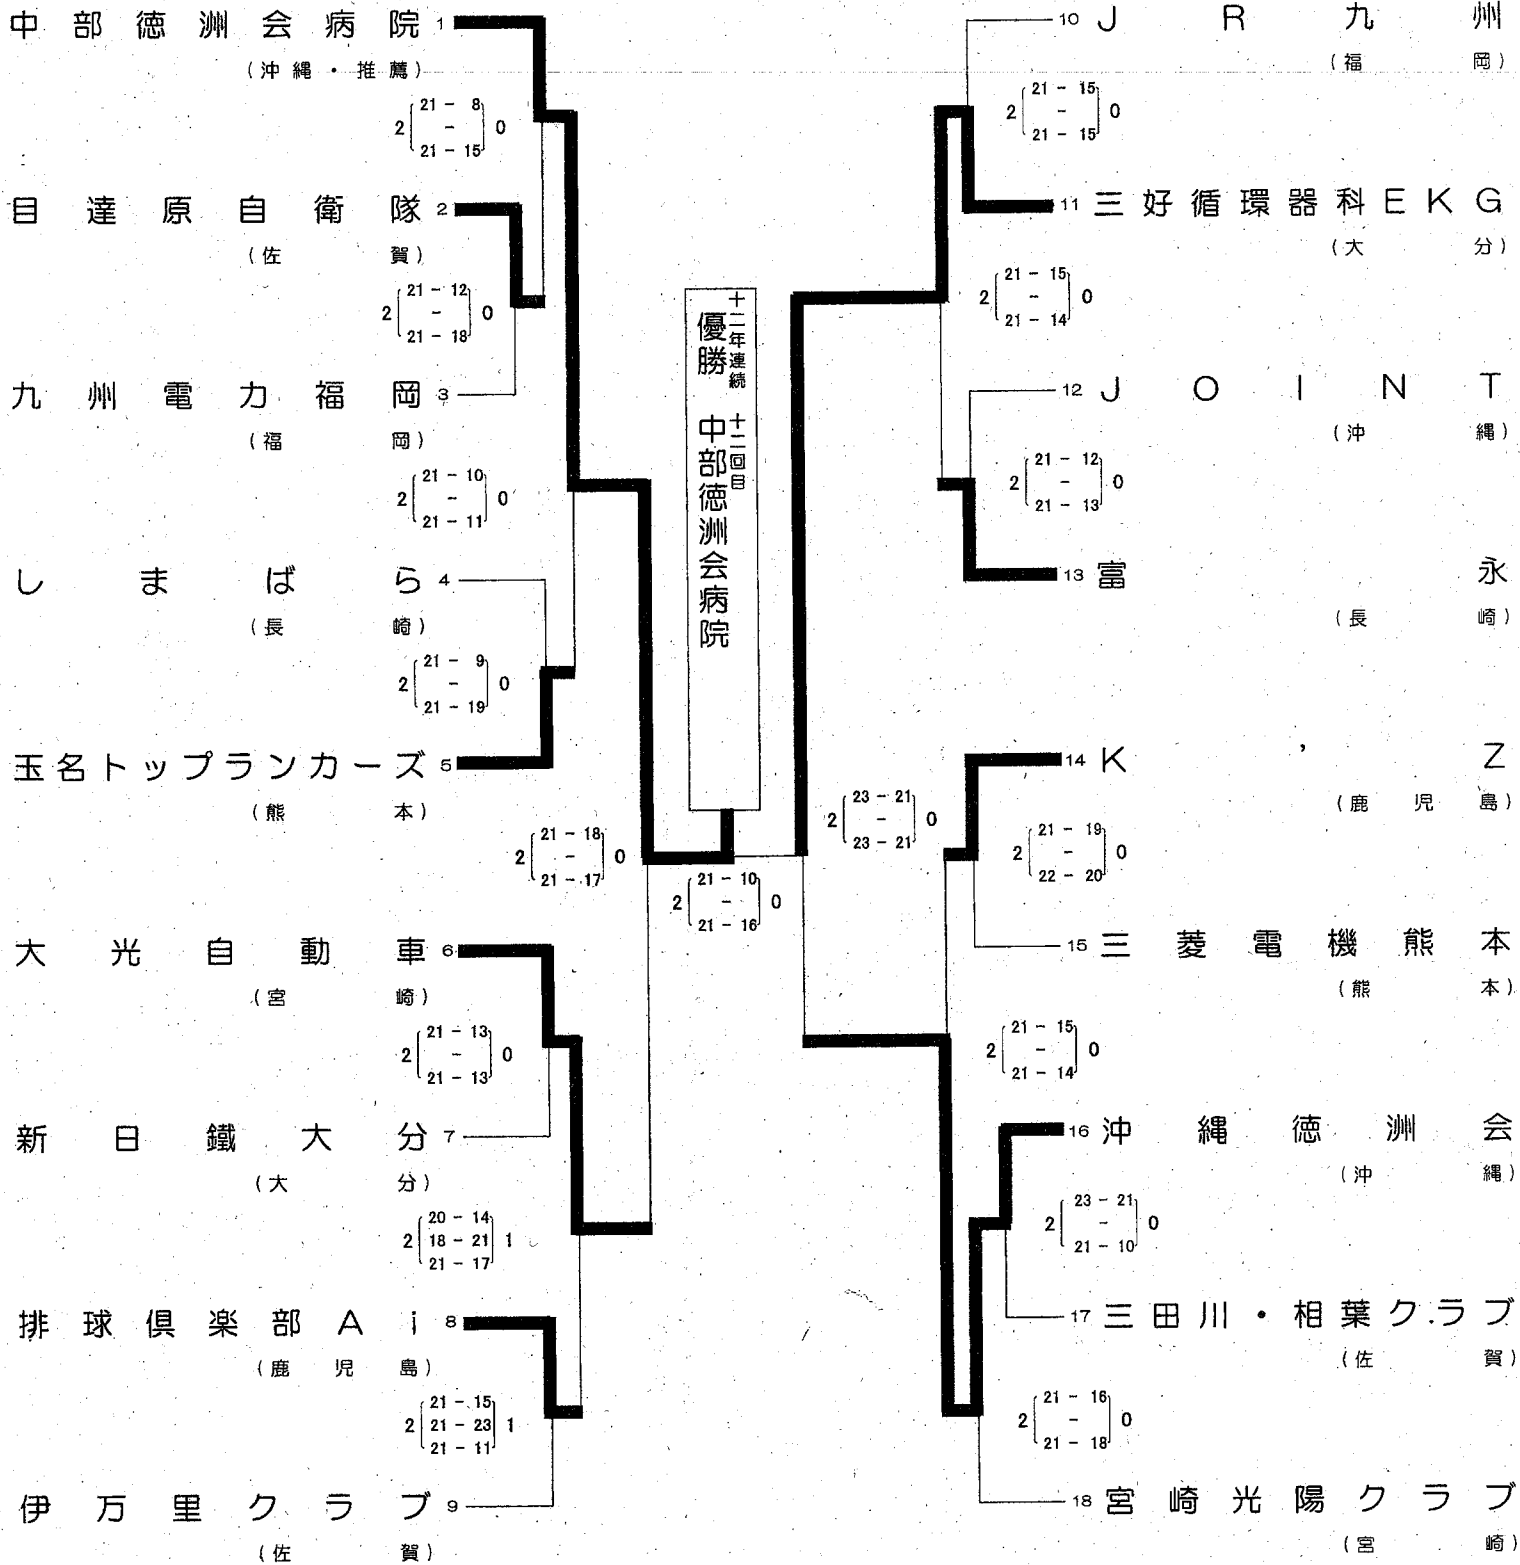 中部徳洲会病院 1
(沖縄・推薦)
21 - 8
2 - 0
21 - 15
目達原自衛隊 2
(佐賀)
21 - 12
2 - 0
21 - 18
九州電力福岡 3
(福岡)
21 - 10
2 - 0
21 - 11
しまばら 4
(長崎)
21 - 9
2 - 0
21 - 19
玉名トップランカーズ 5
(熊本)
21 - 18
2 - 0
21 - 17
大光自動車 6
(宮崎)
21 - 13
2 - 0
21 - 13
新日鐵大分 7
(大分)
20 - 14
2 18 - 21 1
21 - 17
排球倶楽部Ai 8
(鹿児島)
21 - 15
2 21 - 23 1
21 - 11
伊万里クラブ 9
(佐賀)
十二年連続 十二回目
優勝 中部徳洲会病院
21 - 10
2 - 0
21 - 16
10 JR九州
(福岡)
21 - 15
2 - 0
21 - 15
11 三好循環器科EKG
(大分)
21 - 15
2 - 0
21 - 14
12 JOINT
(沖縄)
21 - 12
2 - 0
21 - 13
13 富永
(長崎)
14 K'Z
(鹿児島)
23 - 21
2 - 0
23 - 21
21 - 19
2 - 0
22 - 20
15 三菱電機熊本
(熊本)
21 - 15
2 - 0
21 - 14
16 沖縄徳洲会
(沖縄)
23 - 21
2 - 0
21 - 10
17 三田川・相葉クラブ
(佐賀)
21 - 16
2 - 0
21 - 18
18 宮崎光陽クラブ
(宮崎)